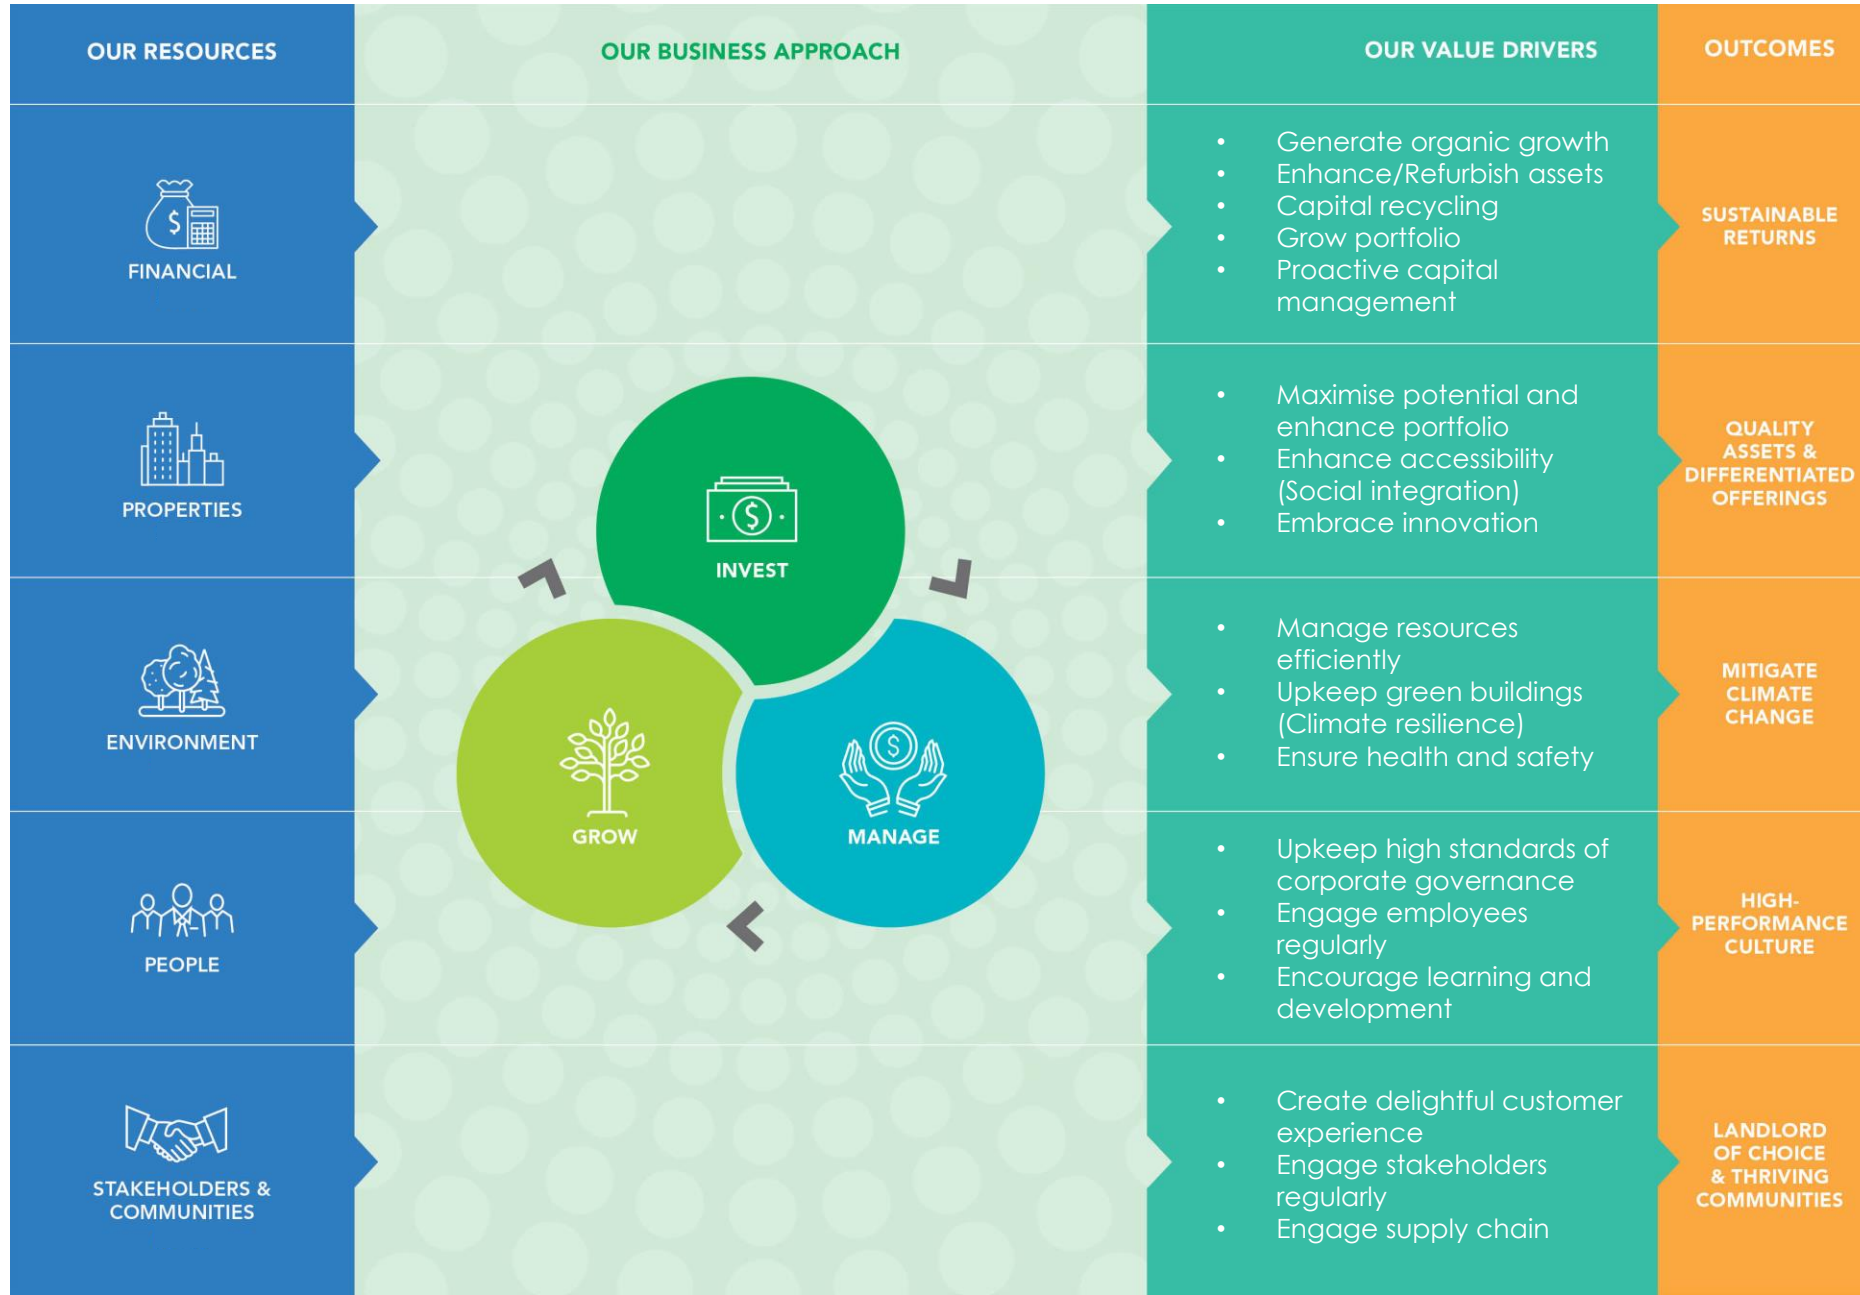 OUR RESOURCES
OUR BUSINESS APPROACH
OUR VALUE DRIVERS
OUTCOMES
$
FINANCIAL
• Generate organic growth
• Enhance/Refurbish assets
• Capital recycling
• Grow portfolio
• Proactive capital
management
SUSTAINABLE
RETURNS
PROPERTIES
• Maximise potential and
enhance portfolio
• Enhance accessibility
(Social integration)
• Embrace innovation
QUALITY
ASSETS &
DIFFERENTIATED
OFFERINGS
$
INVEST
ENVIRONMENT
• Manage resources
efficiently
• Upkeep green buildings
(Climate resilience)
• Ensure health and safety
MITIGATE
CLIMATE
CHANGE
GROW
$
MANAGE
PEOPLE
• Upkeep high standards of
corporate governance
• Engage employees
regularly
• Encourage learning and
development
HIGH-
PERFORMANCE
CULTURE
STAKEHOLDERS &
COMMUNITIES
• Create delightful customer
experience
• Engage stakeholders
regularly
• Engage supply chain
LANDLORD
OF CHOICE
& THRIVING
COMMUNITIES